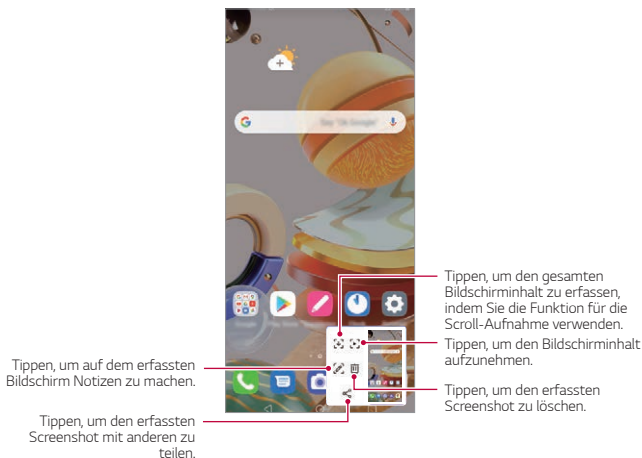 Tippen, um den gesamten
Bildschirminhalt zu erfassen,
indem Sie die Funktion für die
Scroll-Aufnahme verwenden.
Tippen, um den Bildschirminhalt
aufzunehmen.
Tippen, um auf dem erfassten
Bildschirm Notizen zu machen.
Tippen, um den erfassten
Screenshot zu löschen.
Tippen, um den erfassten
Screenshot mit anderen zu
teilen.